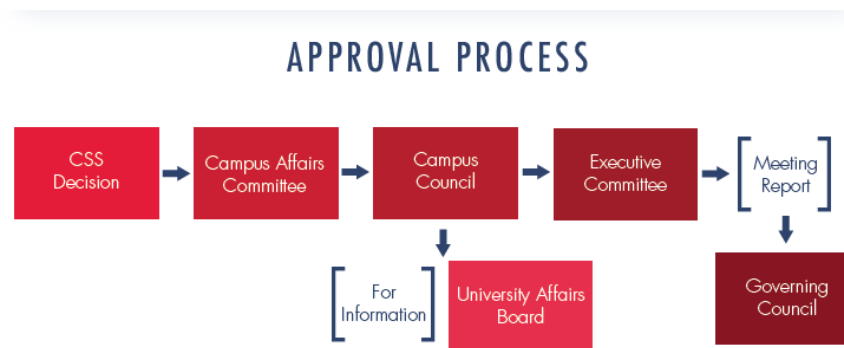 APPROVAL PROCESS
CSS
Decision
Campus Affairs
Committee
Campus
Council
Executive
Committee
Meeting
Report
For
Information
University Affairs
Board
Governing
Council